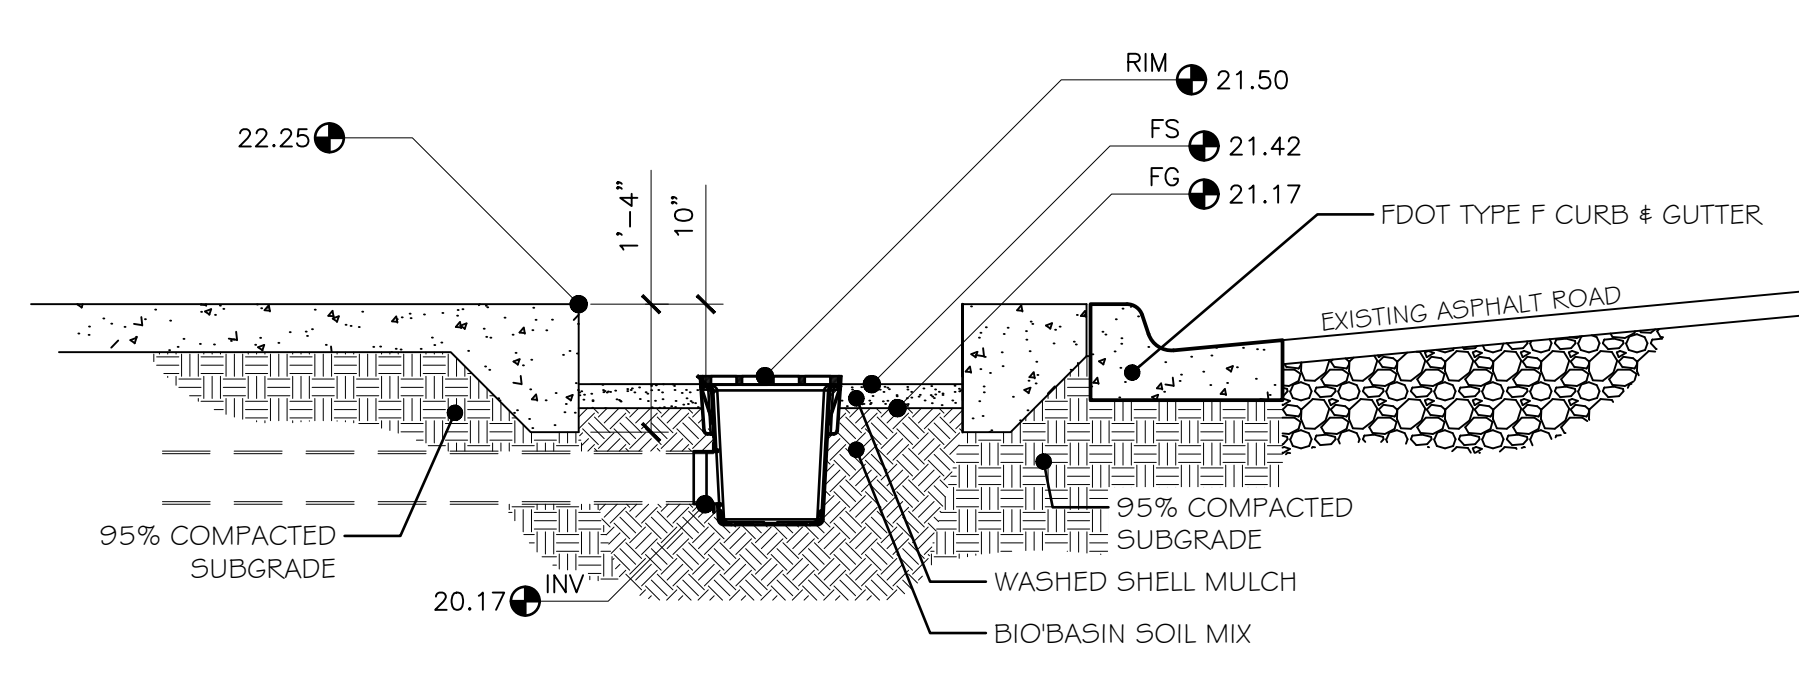 RIM
21.50
22.25
FS
21.42
FG
21.17
1'-4"
10"
FDOT TYPE F CURB & GUTTER
EXISTING ASPHALT ROAD
95% COMPACTED
SUBGRADE
95% COMPACTED
SUBGRADE
INV
20.17
WASHED SHELL MULCH
BIO'BASIN SOIL MIX